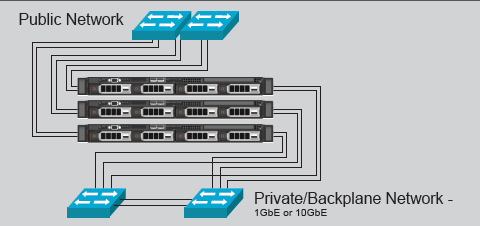 Public Network
Private/Backplane Network -
1GbE or 10GbE